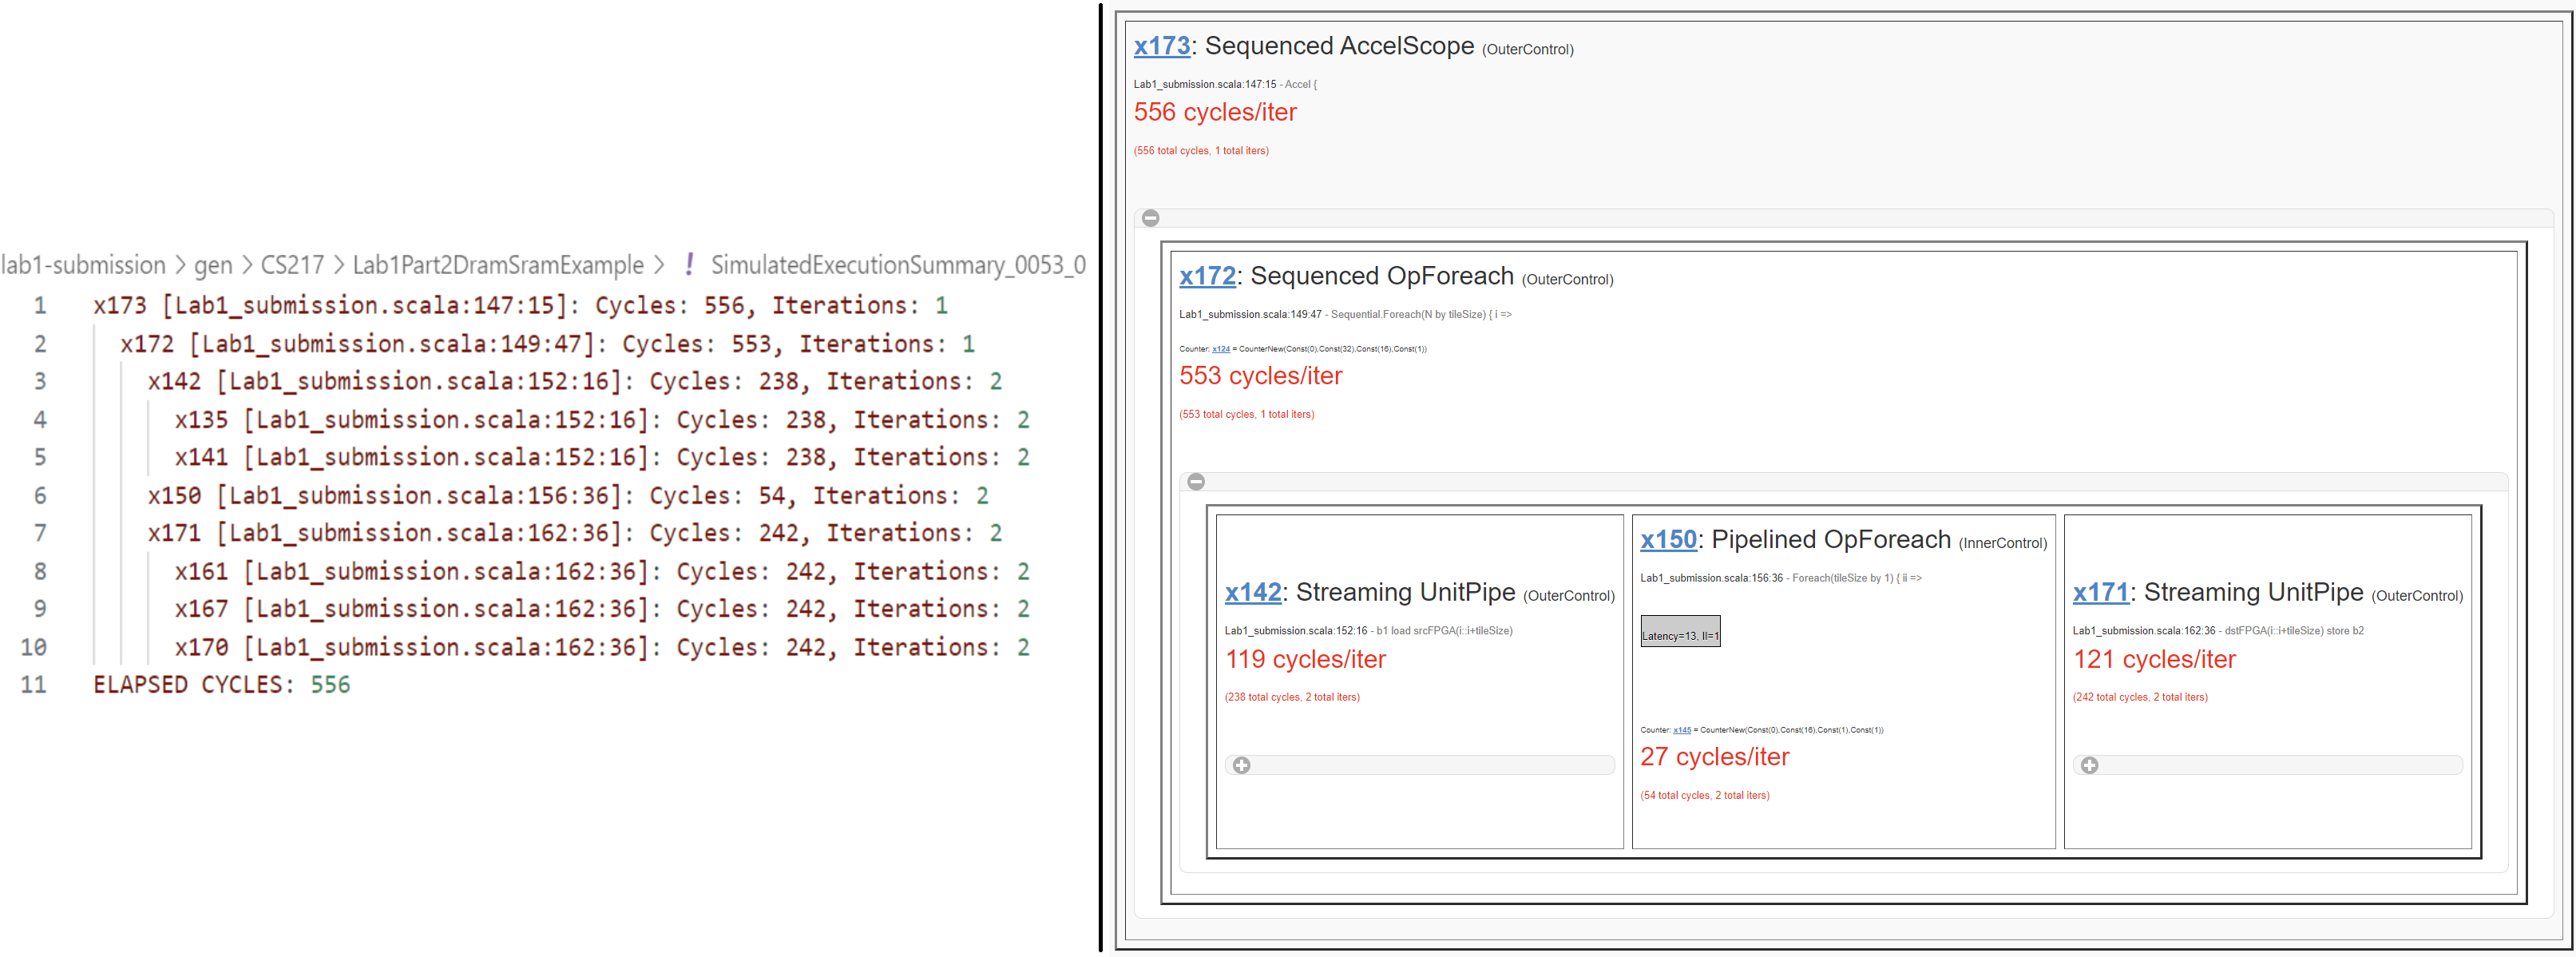 lab1-submission > gen > CS217 > Lab1Part2DramSramExample > ! SimulatedExecutionSummary_0053_0
1 x173 [Lab1_submission.scala:147:15]: Cycles: 556, Iterations: 1
2 x172 [Lab1_submission.scala:149:47]: Cycles: 553, Iterations: 1
3 x142 [Lab1_submission.scala:152:16]: Cycles: 238, Iterations: 2
4 x135 [Lab1_submission.scala:152:16]: Cycles: 238, Iterations: 2
5 x141 [Lab1_submission.scala:152:16]: Cycles: 238, Iterations: 2
6 x150 [Lab1_submission.scala:156:36]: Cycles: 54, Iterations: 2
7 x171 [Lab1_submission.scala:162:36]: Cycles: 242, Iterations: 2
8 x161 [Lab1_submission.scala:162:36]: Cycles: 242, Iterations: 2
9 x167 [Lab1_submission.scala:162:36]: Cycles: 242, Iterations: 2
10 x170 [Lab1_submission.scala:162:36]: Cycles: 242, Iterations: 2
11 ELAPSED CYCLES: 556
x173: Sequenced AccelScope (OuterControl)
Lab1_submission.scala:147:15 - Accel {
556 cycles/iter
(556 total cycles, 1 total iters)
x172: Sequenced OpForeach (OuterControl)
Lab1_submission.scala:149:47 - Sequential.Foreach(N by tileSize) { i =>
Counter: x124 = CounterNew(Const(0),Const(32),Const(16),Const(1))
553 cycles/iter
(553 total cycles, 1 total iters)
x142: Streaming UnitPipe (OuterControl)
Lab1_submission.scala:152:16 - b1 load srcFPGA(i::i+tileSize)
119 cycles/iter
(238 total cycles, 2 total iters)
x150: Pipelined OpForeach (InnerControl)
Lab1_submission.scala:156:36 - Foreach(tileSize by 1) { ii =>
Latency=13, II=1
Counter: x145 = CounterNew(Const(0),Const(16),Const(1),Const(1))
27 cycles/iter
(54 total cycles, 2 total iters)
x171: Streaming UnitPipe (OuterControl)
Lab1_submission.scala:162:36 - dstFPGA(i::i+tileSize) store b2
121 cycles/iter
(242 total cycles, 2 total iters)